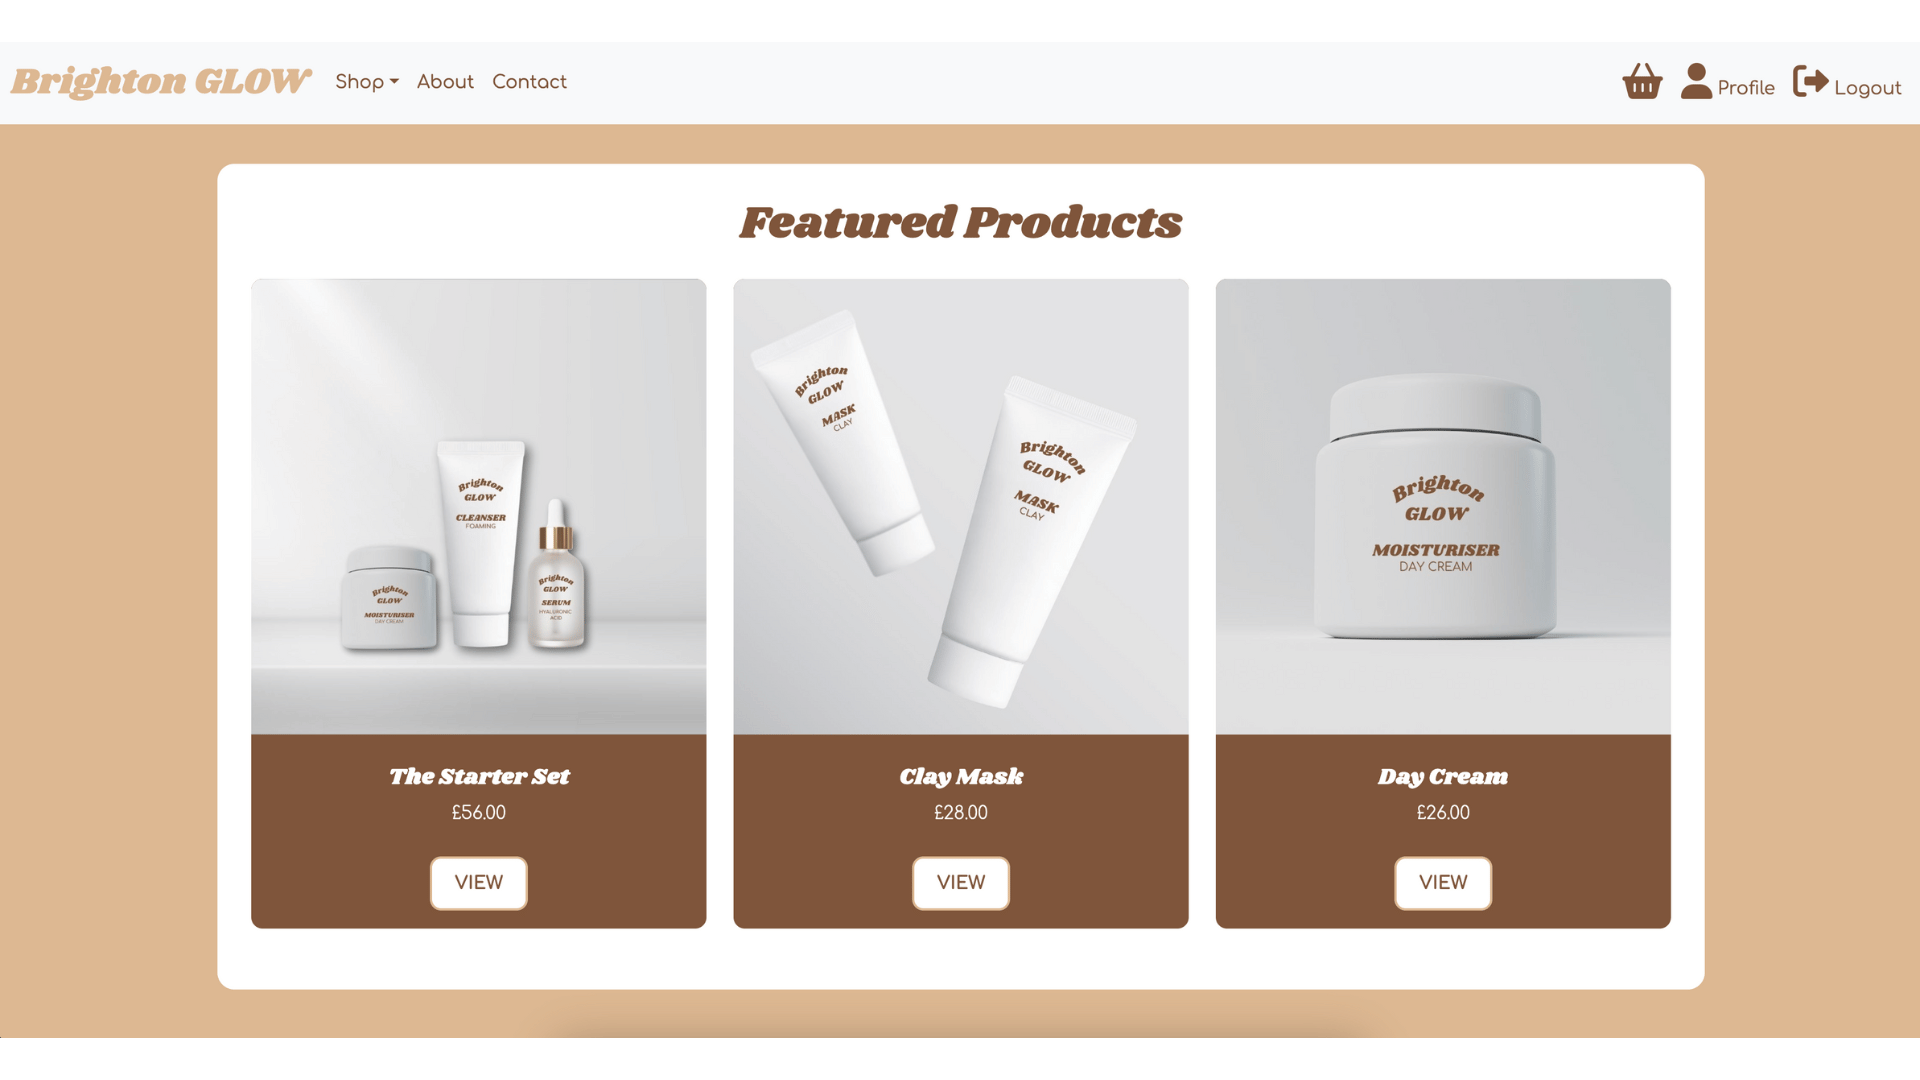 Brighton GLOW Shop About Contact Profile Logout
Featured Products
Brighton
GLOW
CLEANSER
FOAMING
Brighton
GLOW
MOISTURISER
DAY CREAM
Brighton
GLOW
SERUM
HYALURONIC
ACID
Brighton
GLOW
MASK
CLAY
Brighton
GLOW
MASK
CLAY
Brighton
GLOW
MOISTURISER
DAY CREAM
The Starter Set
£56.00
VIEW
Clay Mask
£28.00
VIEW
Day Cream
£26.00
VIEW